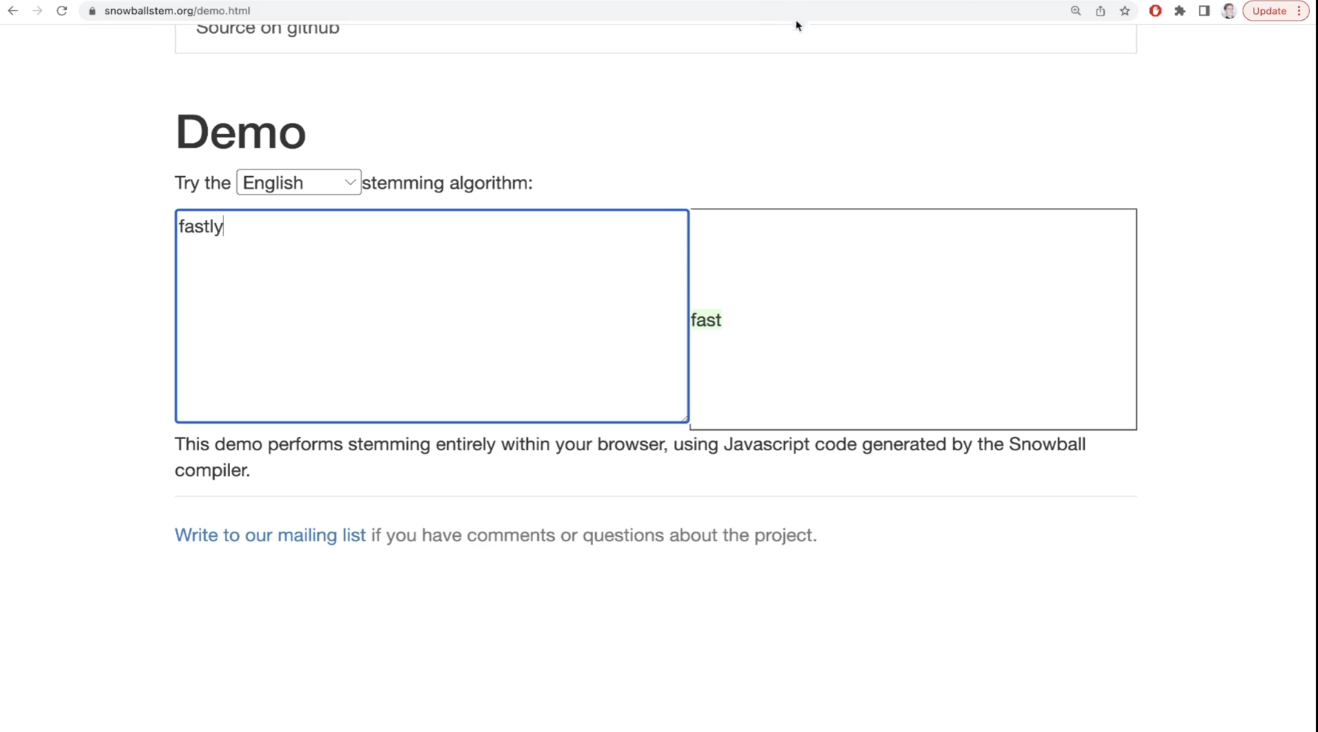 snowballstem.org/demo.html
Update
Source on github
Demo
Try the English stemming algorithm:
fastly
fast
This demo performs stemming entirely within your browser, using Javascript code generated by the Snowball
compiler.
Write to our mailing list if you have comments or questions about the project.